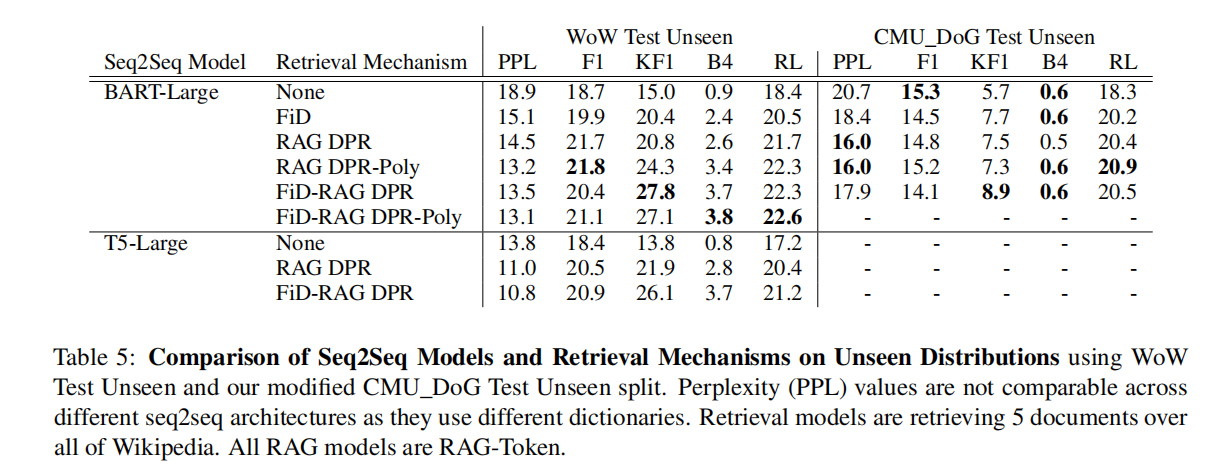 WoW Test Unseen CMU_DoG Test Unseen
Seq2Seq Model Retrieval Mechanism PPL F1 KF1 B4 RL PPL F1 KF1 B4 RL
BART-Large None 18.9 18.7 15.0 0.9 18.4 20.7 15.3 5.7 0.6 18.3
FiD 15.1 19.9 20.4 2.4 20.5 18.4 14.5 7.7 0.6 20.2
RAG DPR 14.5 21.7 20.8 2.6 21.7 16.0 14.8 7.5 0.5 20.4
RAG DPR-Poly 13.2 21.8 24.3 3.4 22.3 16.0 15.2 7.3 0.6 20.9
FiD-RAG DPR 13.5 20.4 27.8 3.7 22.3 17.9 14.1 8.9 0.6 20.5
FiD-RAG DPR-Poly 13.1 21.1 27.1 3.8 22.6 - - - - -
T5-Large None 13.8 18.4 13.8 0.8 17.2 - - - - -
RAG DPR 11.0 20.5 21.9 2.8 20.4 - - - - -
FiD-RAG DPR 10.8 20.9 26.1 3.7 21.2 - - - - -
Table 5: Comparison of Seq2Seq Models and Retrieval Mechanisms on Unseen Distributions using WoW
Test Unseen and our modified CMU_DoG Test Unseen split. Perplexity (PPL) values are not comparable across
different seq2seq architectures as they use different dictionaries. Retrieval models are retrieving 5 documents over
all of Wikipedia. All RAG models are RAG-Token.